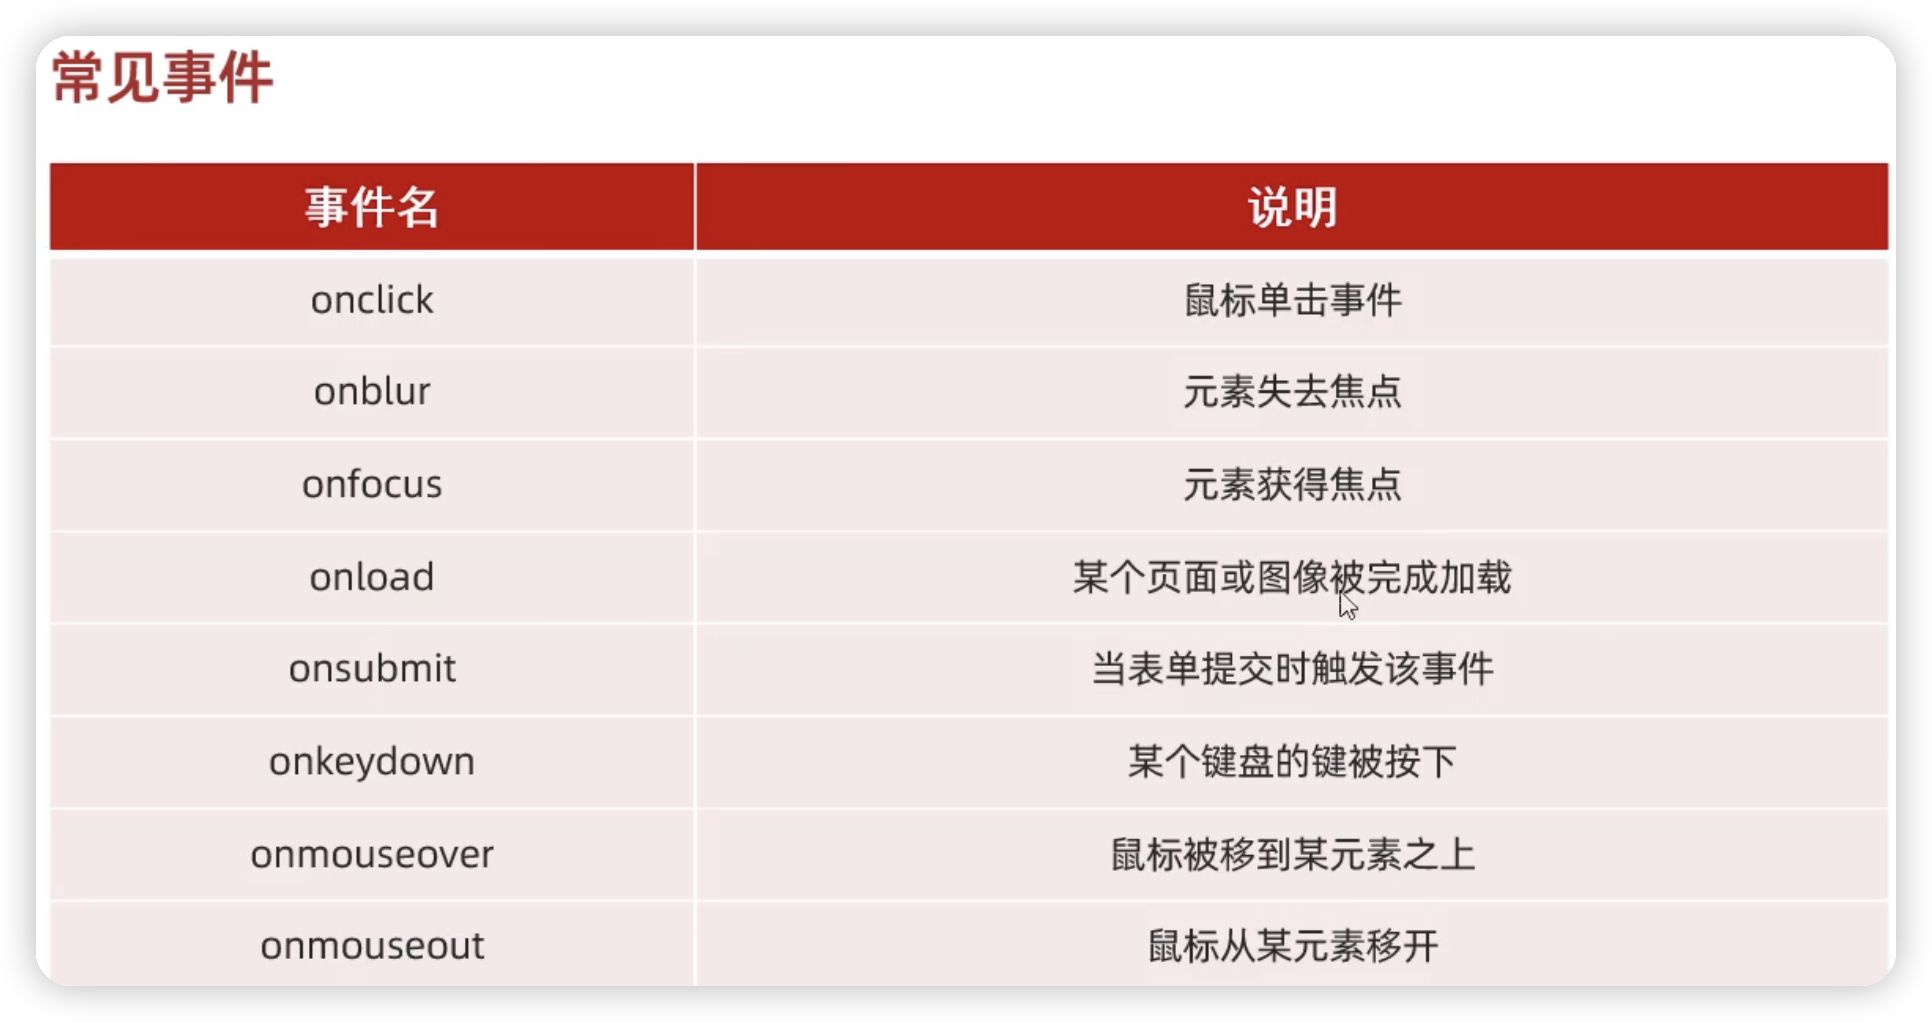 常见事件
事件名 说明
onclick 鼠标单击事件
onblur 元素失去焦点
onfocus 元素获得焦点
onload 某个页面或图像被完成加载
onsubmit 当表单提交时触发该事件
onkeydown 某个键盘的键被按下
onmouseover 鼠标被移到某元素之上
onmouseout 鼠标从某元素移开